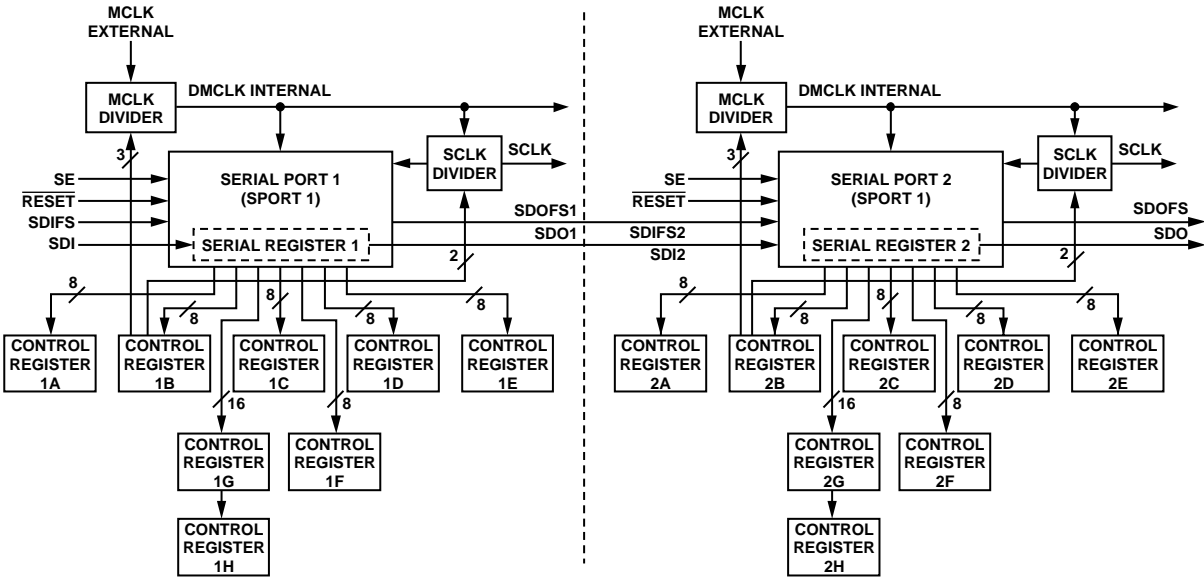 MCLK
EXTERNAL
MCLK
DIVIDER
DMCLK INTERNAL
3
SCLK
DIVIDER
SCLK
SE
RESET
SDIFS
SDI
SERIAL PORT 1
(SPORT 1)
SERIAL REGISTER 1
SDOFS1
SDO1
2
8
8
8
8
8
CONTROL
REGISTER
1A
CONTROL
REGISTER
1B
CONTROL
REGISTER
1C
CONTROL
REGISTER
1D
CONTROL
REGISTER
1E
16
8
CONTROL
REGISTER
1G
CONTROL
REGISTER
1F
CONTROL
REGISTER
1H
MCLK
EXTERNAL
MCLK
DIVIDER
DMCLK INTERNAL
3
SCLK
DIVIDER
SCLK
SE
RESET
SDIFS2
SDI2
SERIAL PORT 2
(SPORT 1)
SERIAL REGISTER 2
SDOFS
SDO
2
8
8
8
8
8
CONTROL
REGISTER
2A
CONTROL
REGISTER
2B
CONTROL
REGISTER
2C
CONTROL
REGISTER
2D
CONTROL
REGISTER
2E
16
8
CONTROL
REGISTER
2G
CONTROL
REGISTER
2F
CONTROL
REGISTER
2H